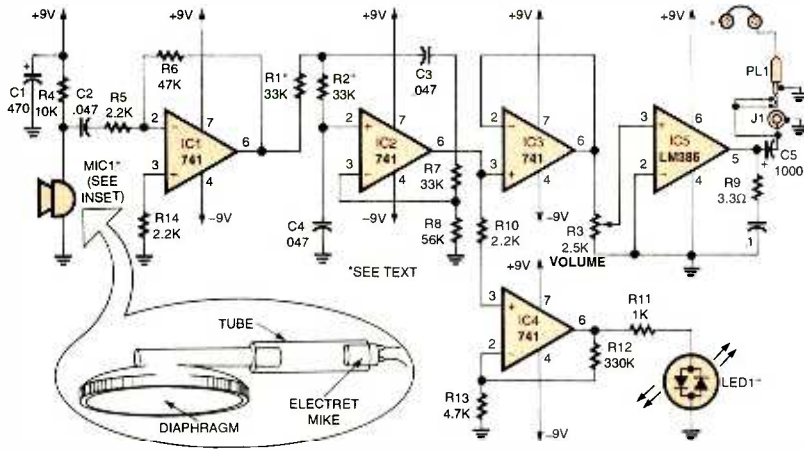 +9V
C1
470
R4
10K
C2
.047
R5
2.2K
R6
47K
+9V
2
3
7
4
6
IC1
741
-9V
R14
2.2K
MIC1*
(SEE
INSET)
R1*
33K
R2*
33K
C3
.047
+9V
2
3
7
4
6
IC2
741
-9V
C4
.047
R7
33K
R8
56K
*SEE TEXT
+9V
2
3
7
4
6
IC3
741
-9V
R10
2.2K
R3
2.5K
VOLUME
+9V
3
2
6
5
4
IC5
LM386
PL1
J1
C5
1000
R9
3.3Ω
.1
+9V
3
2
7
4
6
IC4
741
-9V
R11
1K
R12
330K
R13
4.7K
LED1*
TUBE
ELECTRET
MIKE
DIAPHRAGM